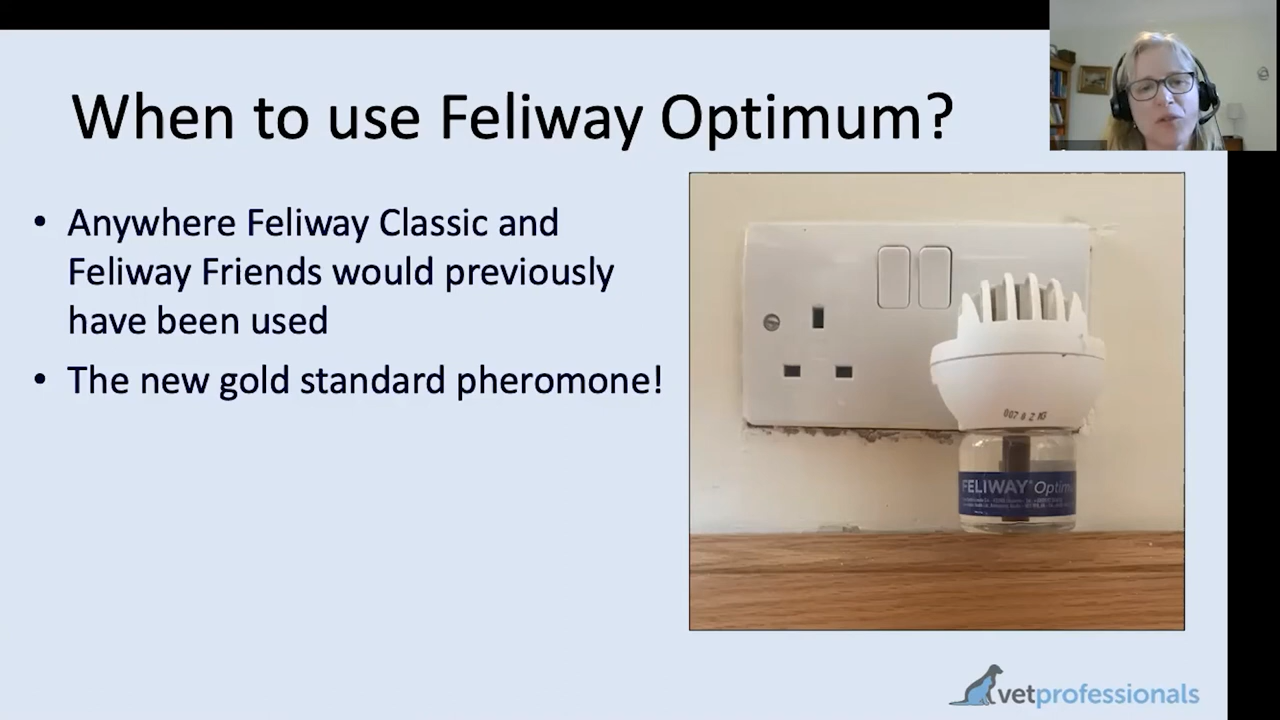 When to use Feliway Optimum?
• Anywhere Feliway Classic and
Feliway Friends would previously
have been used
• The new gold standard pheromone!
FELIWAY
vetprofessionals